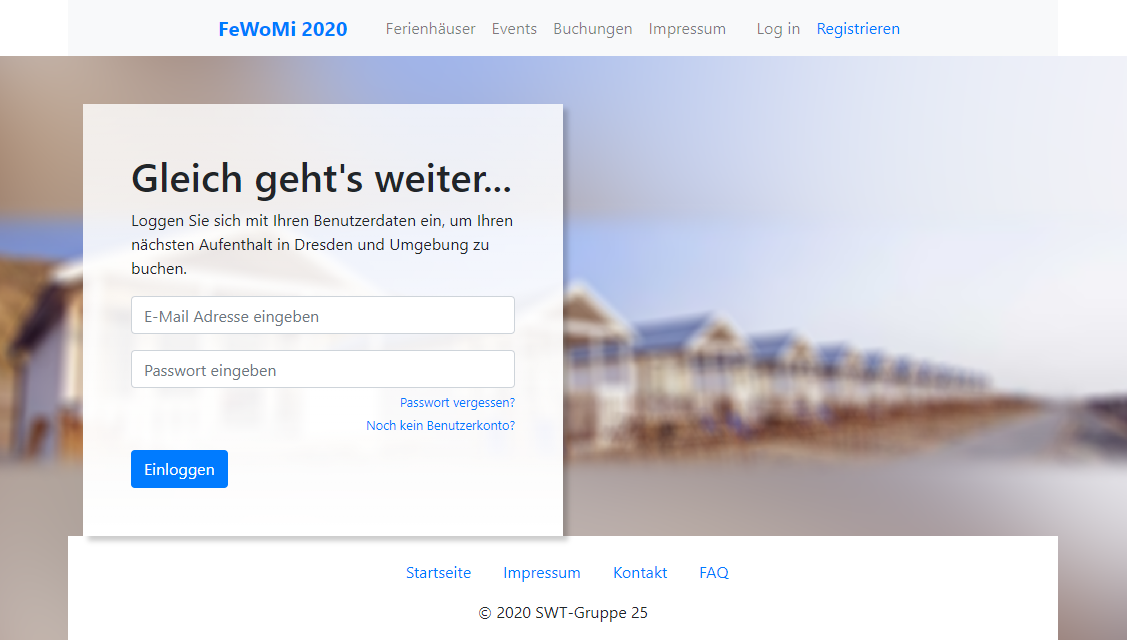 FeWoMi 2020 Ferienhäuser Events Buchungen Impressum Log in Registrieren
Gleich geht's weiter...
Loggen Sie sich mit Ihren Benutzerdaten ein, um Ihren
nächsten Aufenthalt in Dresden und Umgebung zu
buchen.
E-Mail Adresse eingeben
Passwort eingeben
Passwort vergessen?
Noch kein Benutzerkonto?
Einloggen
Startseite Impressum Kontakt FAQ
© 2020 SWT-Gruppe 25